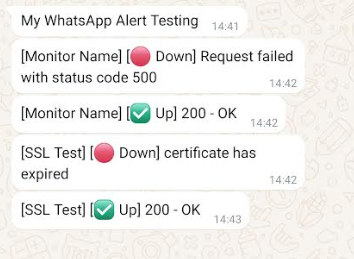 My WhatsApp Alert Testing 14:41
[Monitor Name] [🔴 Down] Request failed
with status code 500 14:42
[Monitor Name] [✅ Up] 200 - OK 14:42
[SSL Test] [🔴 Down] certificate has
expired 14:42
[SSL Test] [✅ Up] 200 - OK 14:43